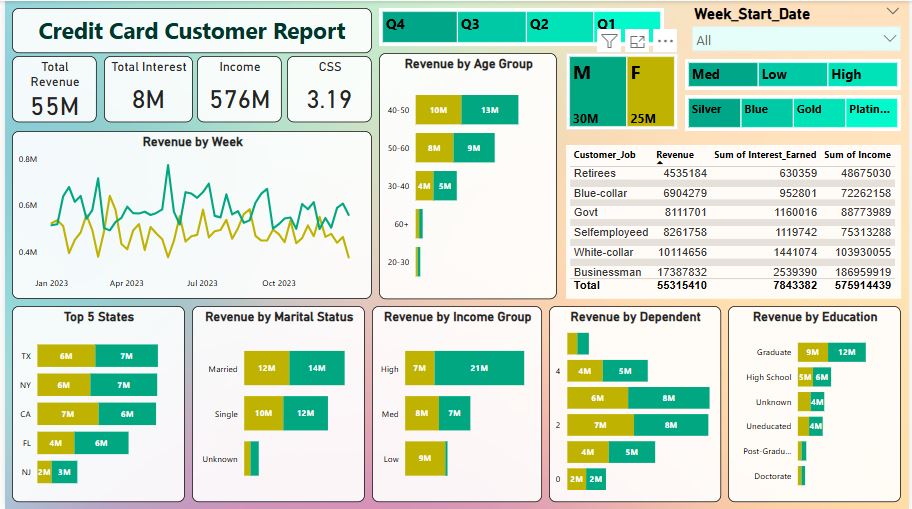 Credit Card Customer Report
Q4 Q3 Q2 Q1
Week_Start_Date
All
Total Revenue
55M
Total Interest
8M
Income
576M
CSS
3.19
M
30M
F
25M
Med Low High
Silver Blue Gold Platin...
Revenue by Week
0.8M
0.6M
0.4M
Jan 2023 Apr 2023 Jul 2023 Oct 2023
Revenue by Age Group
40-50 10M 13M
50-60 8M 9M
30-40 4M 5M
60+
20-30
Customer_Job Revenue Sum of Interest_Earned Sum of Income
Retirees 4535184 630359 48675030
Blue-collar 6904279 952801 72262158
Govt 8111701 1160016 88773989
Selfemployeed 8261758 1119742 75313288
White-collar 10114656 1441074 103930055
Businessman 17387832 2539390 186959919
Total 55315410 7843382 575914439
Top 5 States
TX 6M 7M
NY 6M 7M
CA 7M 6M
FL 4M 6M
NJ 2M 3M
Revenue by Marital Status
Married 12M 14M
Single 10M 12M
Unknown
Revenue by Income Group
High 7M 21M
Med 8M 7M
Low 9M
Revenue by Dependent
4 4M 5M
6M 8M
2 7M 8M
4M 5M
0 2M 2M
Revenue by Education
Graduate 9M 12M
High School 5M 6M
Unknown 4M
Uneducated 4M
Post-Gradu...
Doctorate